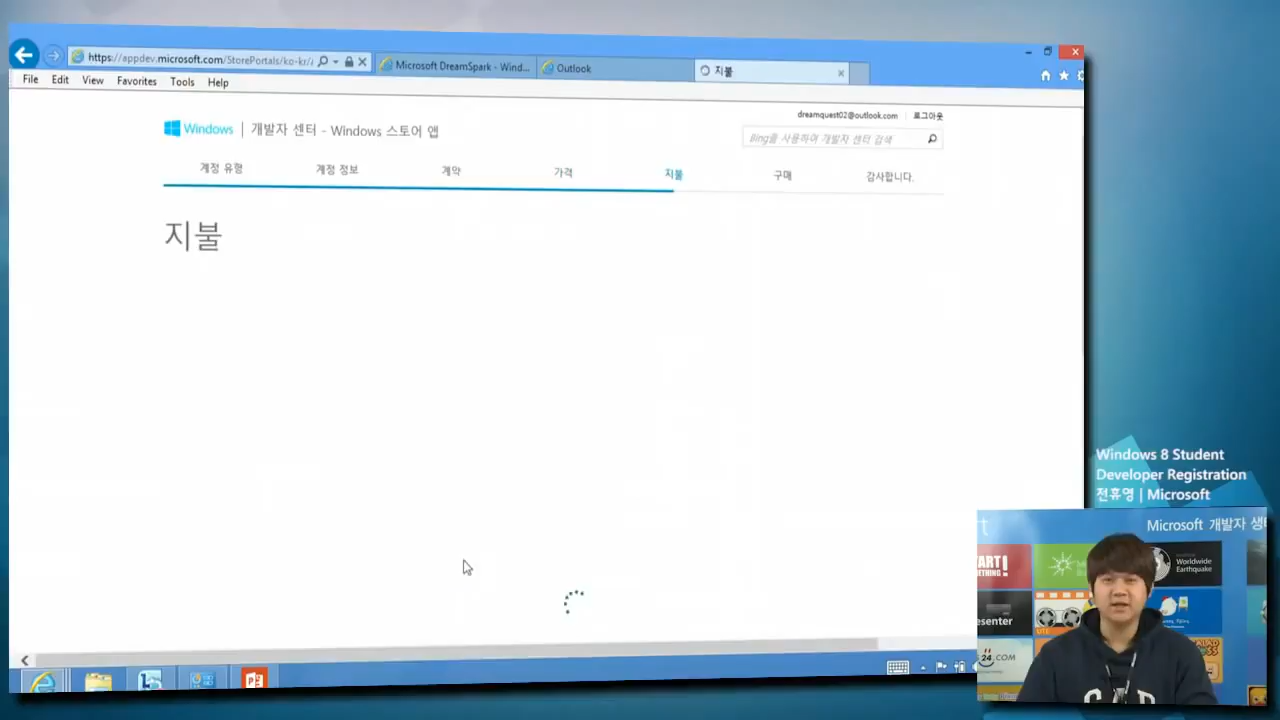 https://appdev.microsoft.com/StorePortals/ko-kr/
Microsoft DreamSpark - Wind...
Outlook
지불
File Edit View Favorites Tools Help
dreamquest02@outlook.com
로그아웃
Windows
개발자 센터 - Windows 스토어 앱
Bing을 사용하여 개발자 센터 검색
계정 유형
계정 정보
계약
가격
지불
구매
감사합니다.
지불
Windows 8 Student
Developer Registration
전휴영 | Microsoft
Microsoft 개발자
Worldwide
Earthquake
24.COM